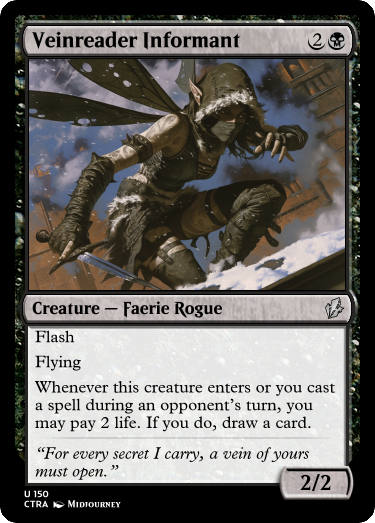 Veinreader Informant 2
Creature — Faerie Rogue
Flash
Flying
Whenever this creature enters or you cast
a spell during an opponent's turn, you
may pay 2 life. If you do, draw a card.
“For every secret I carry, a vein of yours
must open.”
2/2
U 150
CTRA Midjourney